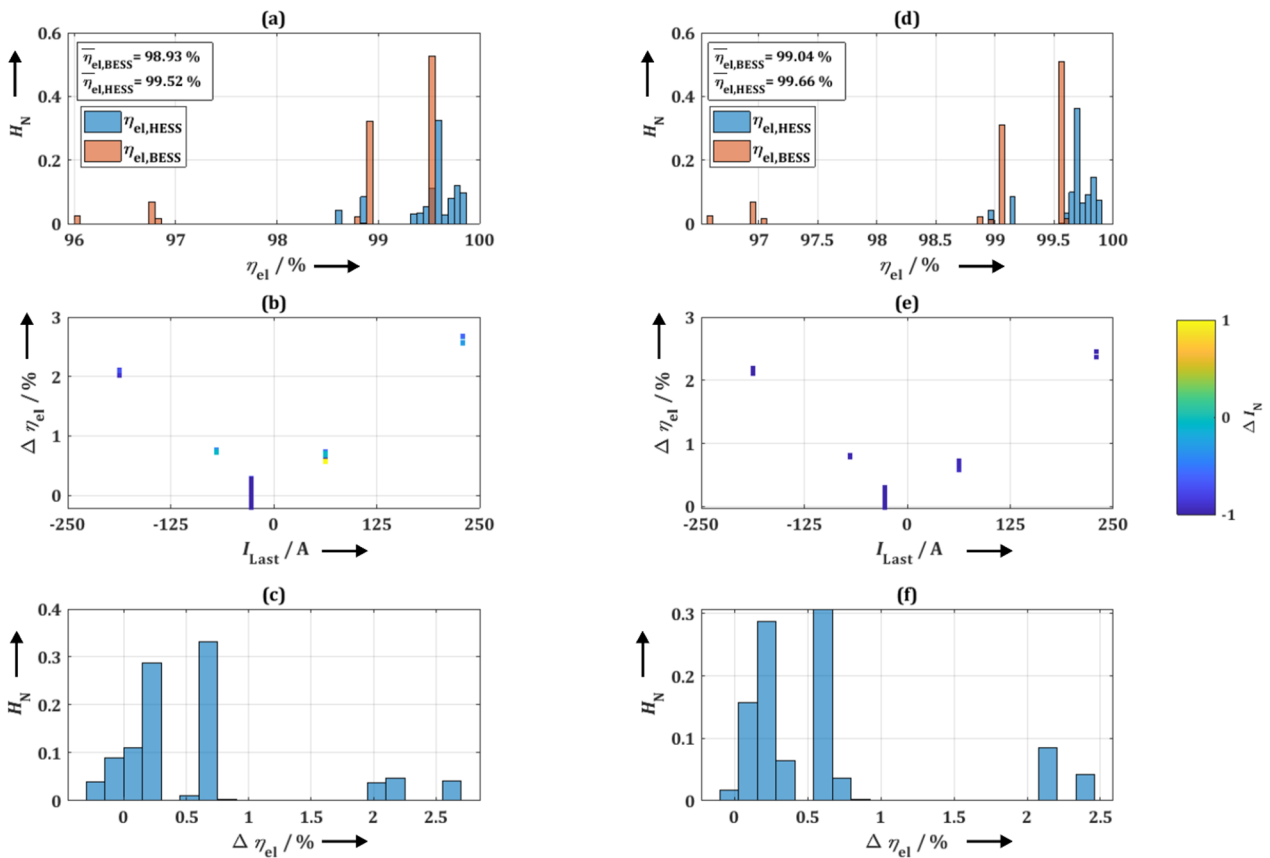 (a)
0.6
0.4
0.2
0
H_N
η̅_el,BESS = 98.93 %
η̅_el,HESS = 99.52 %
η_el,HESS
η_el,BESS
96 97 98 99 100
η_el / %
(d)
0.6
0.4
0.2
0
H_N
η̅_el,BESS = 99.04 %
η̅_el,HESS = 99.66 %
η_el,HESS
η_el,BESS
97 97.5 98 98.5 99 99.5 100
η_el / %
(b)
3
2
1
0
Δ η_el / %
-250 -125 0 125 250
I_Last / A
(e)
3
2
1
0
Δ η_el / %
-250 -125 0 125 250
I_Last / A
1
0
-1
Δ I_N
(c)
0.4
0.3
0.2
0.1
0
H_N
0 0.5 1 1.5 2 2.5
Δ η_el / %
(f)
0.3
0.2
0.1
0
H_N
0 0.5 1 1.5 2 2.5
Δ η_el / %